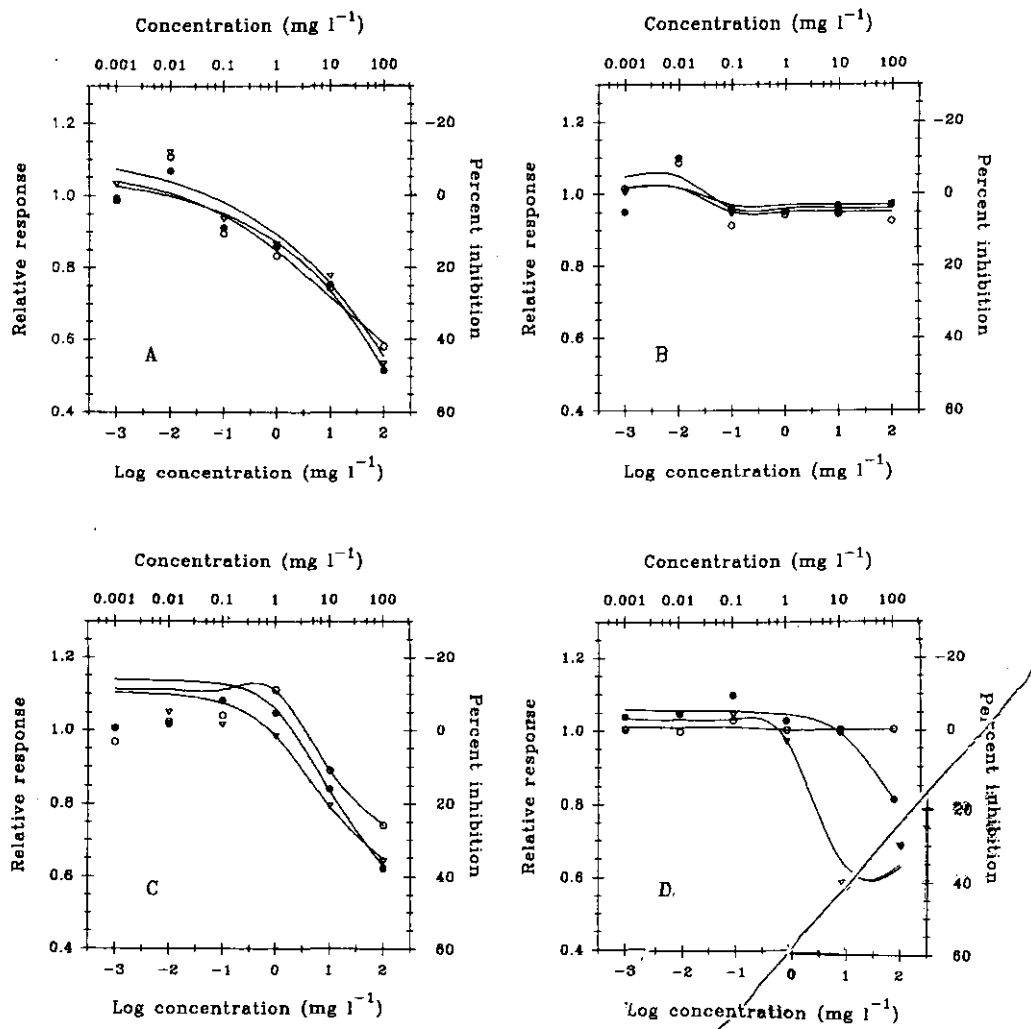 Concentration (mg l⁻¹)
0.001 0.01 0.1 1 10 100
1.2
1.0
0.8
0.6
0.4
Relative response
-20
0
20
40
60
Percent inhibition
A
-3 -2 -1 0 1 2
Log concentration (mg l⁻¹)
Concentration (mg l⁻¹)
0.001 0.01 0.1 1 10 100
1.2
1.0
0.8
0.6
0.4
Relative response
-20
0
20
40
60
Percent inhibition
B
-3 -2 -1 0 1 2
Log concentration (mg l⁻¹)
Concentration (mg l⁻¹)
0.001 0.01 0.1 1 10 100
1.2
1.0
0.8
0.6
0.4
Relative response
-20
0
20
40
60
Percent inhibition
C
-3 -2 -1 0 1 2
Log concentration (mg l⁻¹)
Concentration (mg l⁻¹)
0.001 0.01 0.1 1 10 100
1.2
1.0
0.8
0.6
0.4
Relative response
-20
0
20
40
60
Percent inhibition
D
-3 -2 -1 0 1 2
Log concentration (mg l⁻¹)